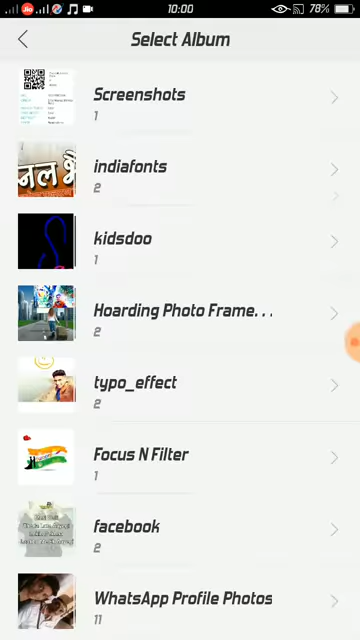 Jio 10:00 78%
Select Album
Screenshots
1
indiafonts
2
kidsdoo
1
Hoarding Photo Frame. . .
2
typo_effect
2
Focus N Filter
1
facebook
2
WhatsApp Profile Photos
11